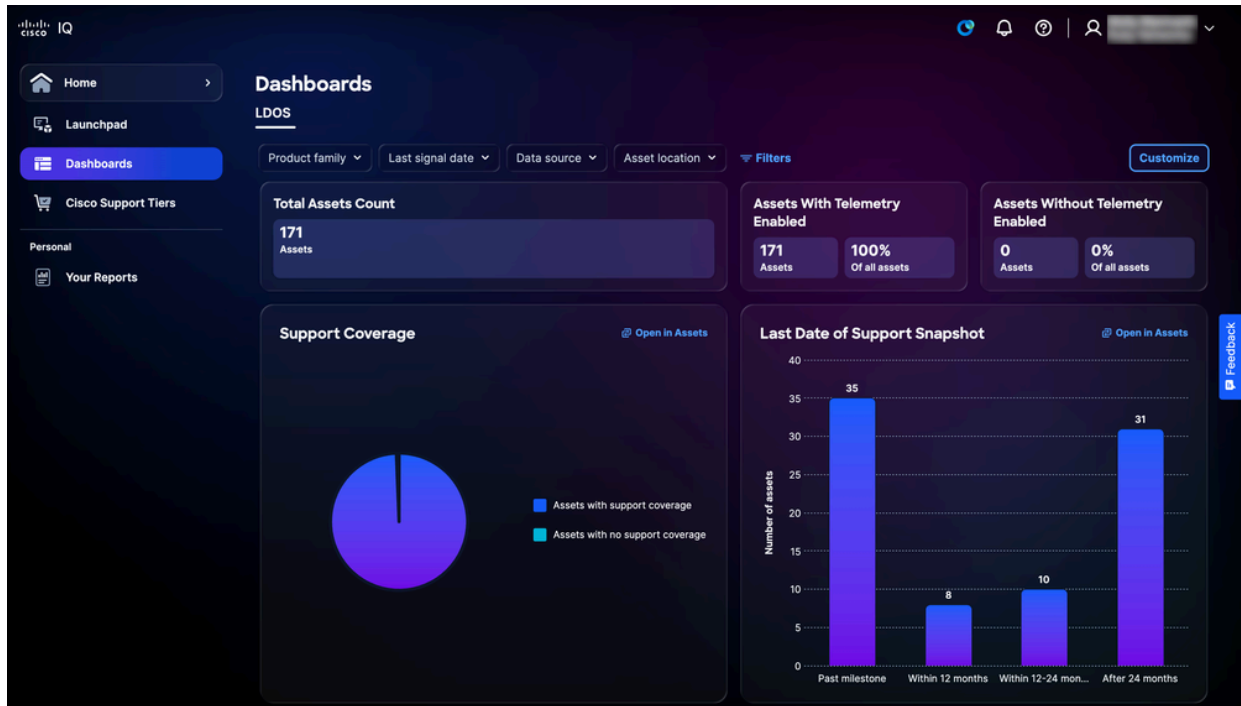 cisco IQ
Home
Launchpad
Dashboards
Cisco Support Tiers
Personal
Your Reports
Dashboards
LDOS
Product family
Last signal date
Data source
Asset location
Filters
Customize
Total Assets Count
171
Assets
Assets With Telemetry
Enabled
171
Assets
100%
Of all assets
Assets Without Telemetry
Enabled
0
Assets
0%
Of all assets
Support Coverage
Open in Assets
Assets with support coverage
Assets with no support coverage
Last Date of Support Snapshot
Open in Assets
Number of assets
40
35
30
25
20
15
10
5
0
35
8
10
31
Past milestone
Within 12 months
Within 12-24 mon...
After 24 months
Feedback